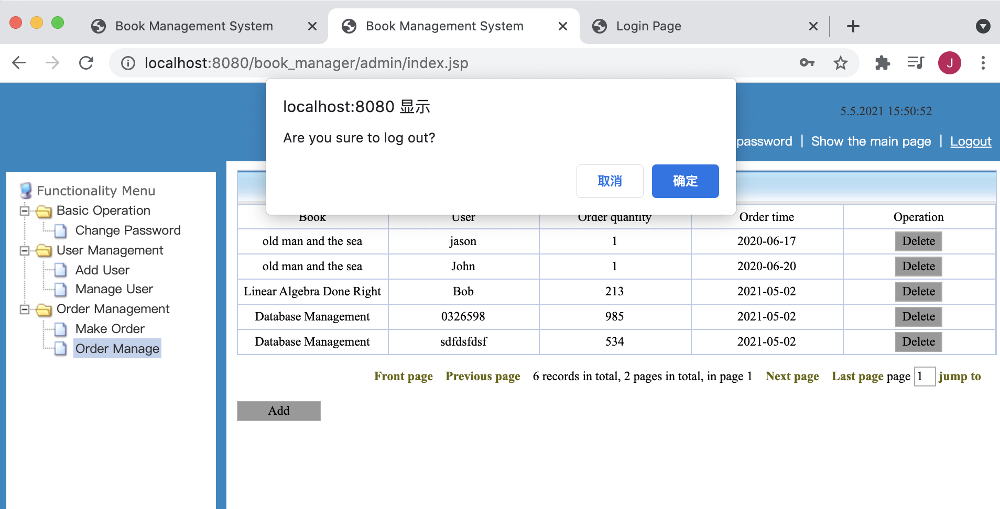 Book Management System
Book Management System
Login Page
localhost:8080/book_manager/admin/index.jsp
J
localhost:8080 显示
Are you sure to log out?
取消
确定
5.5.2021 15:50:52
password | Show the main page | Logout
Functionality Menu
Basic Operation
Change Password
User Management
Add User
Manage User
Order Management
Make Order
Order Manage
Book User Order quantity Order time Operation
old man and the sea jason 1 2020-06-17 Delete
old man and the sea John 1 2020-06-20 Delete
Linear Algebra Done Right Bob 213 2021-05-02 Delete
Database Management 0326598 985 2021-05-02 Delete
Database Management sdfdsfdsf 534 2021-05-02 Delete
Front page Previous page 6 records in total, 2 pages in total, in page 1 Next page Last page page 1 jump to
Add